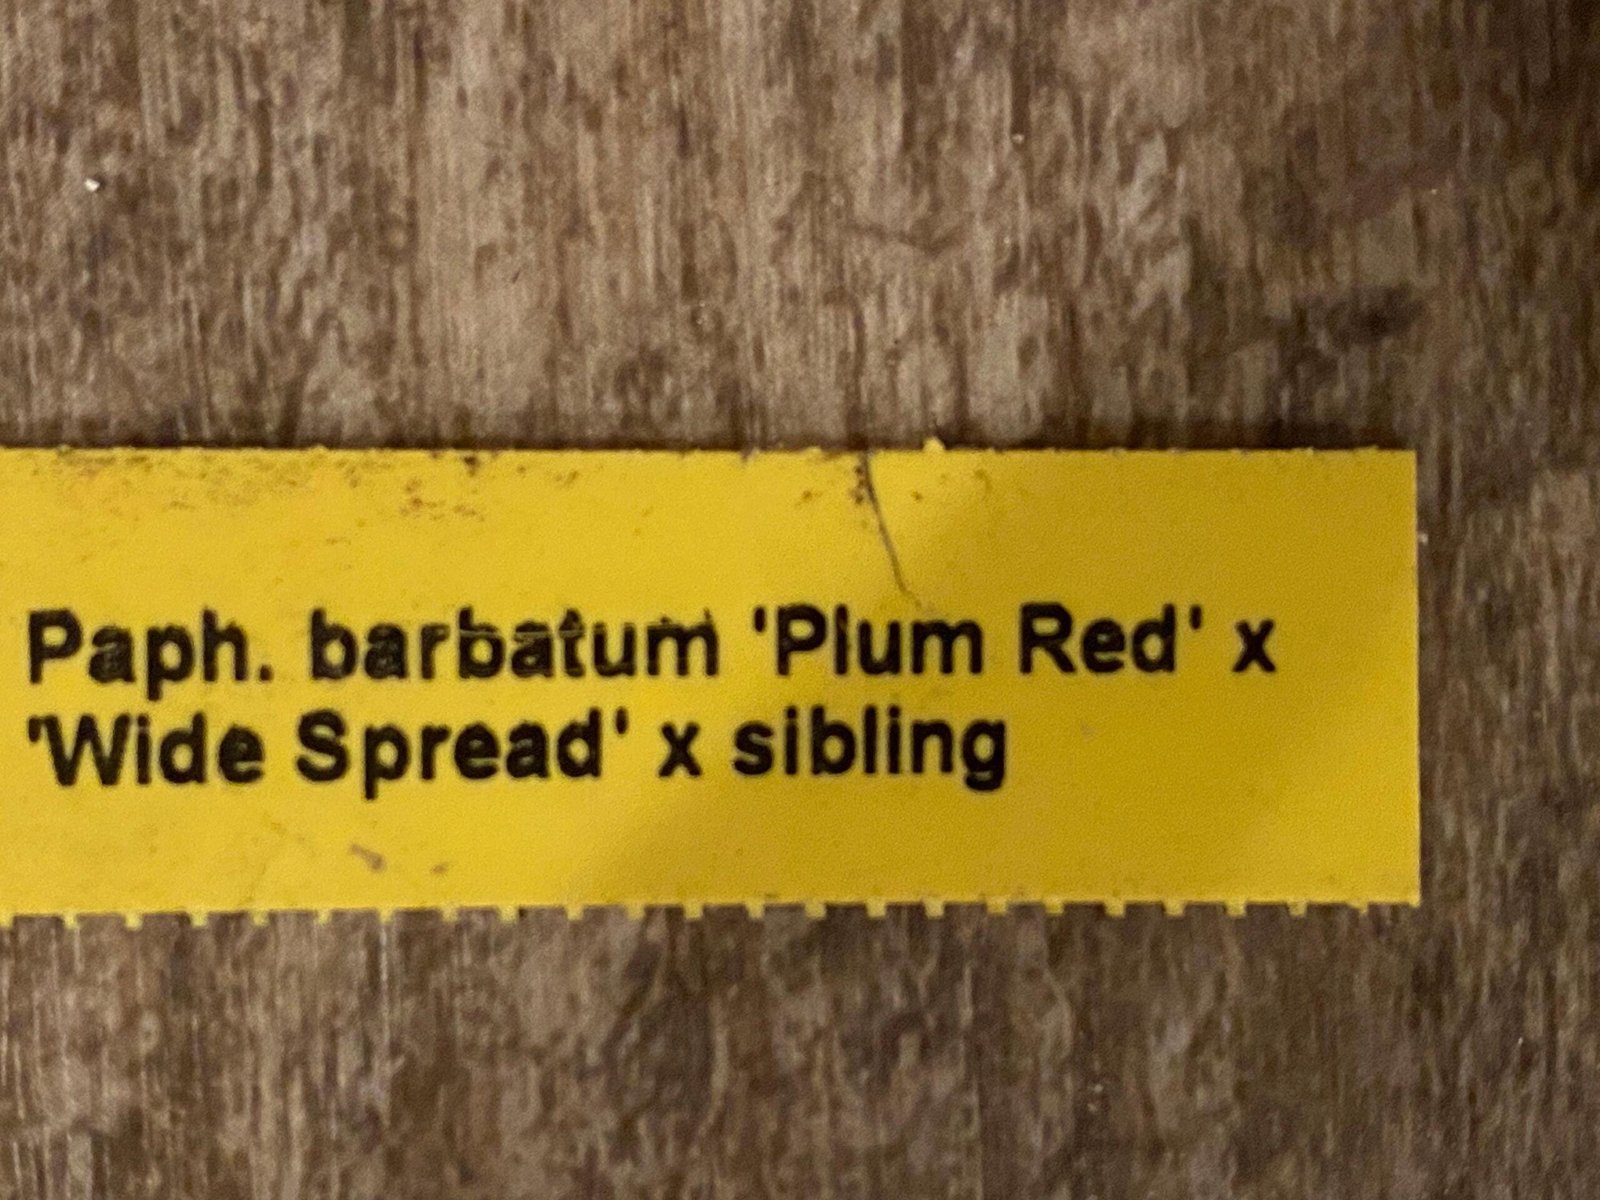 Paph. barbatum 'Plum Red' x
'Wide Spread' x sibling